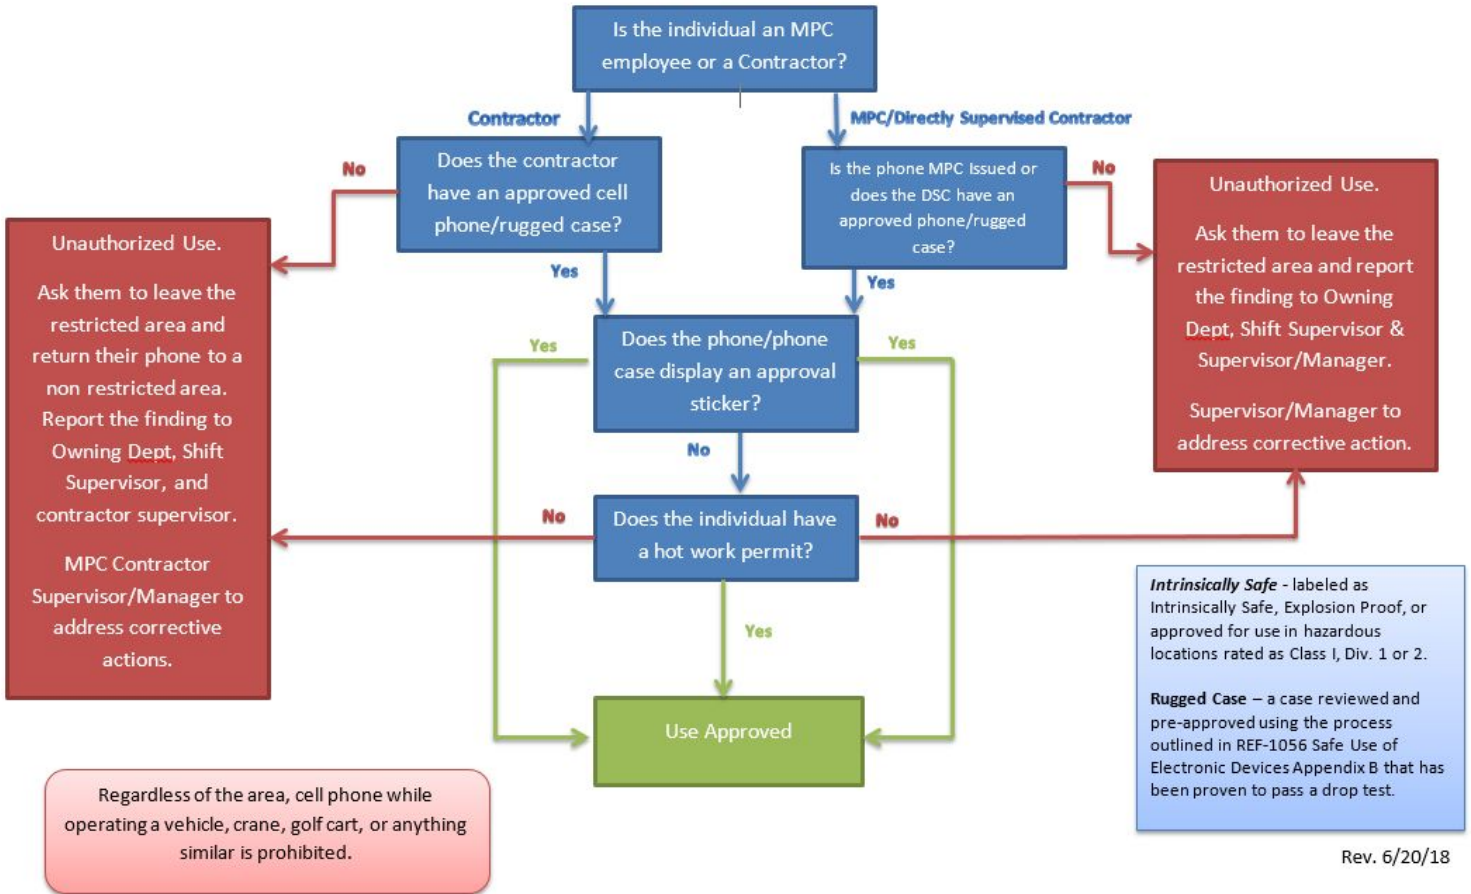 Is the individual an MPC
employee or a Contractor?
Contractor
MPC/Directly Supervised Contractor
Does the contractor
have an approved cell
phone/rugged case?
No
Yes
Is the phone MPC Issued or
does the DSC have an
approved phone/rugged
case?
No
Yes
Unauthorized Use.
Ask them to leave the
restricted area and
return their phone to a
non restricted area.
Report the finding to
Owning Dept, Shift
Supervisor, and
contractor supervisor.
MPC Contractor
Supervisor/Manager to
address corrective
actions.
Unauthorized Use.
Ask them to leave the
restricted area and report
the finding to Owning
Dept, Shift Supervisor &
Supervisor/Manager.
Supervisor/Manager to
address corrective action.
Yes
Does the phone/phone
case display an approval
sticker?
Yes
No
No
Does the individual have
a hot work permit?
No
Yes
Use Approved
Intrinsically Safe - labeled as
Intrinsically Safe, Explosion Proof, or
approved for use in hazardous
locations rated as Class I, Div. 1 or 2.
Rugged Case – a case reviewed and
pre-approved using the process
outlined in REF-1056 Safe Use of
Electronic Devices Appendix B that has
been proven to pass a drop test.
Regardless of the area, cell phone while
operating a vehicle, crane, golf cart, or anything
similar is prohibited.
Rev. 6/20/18